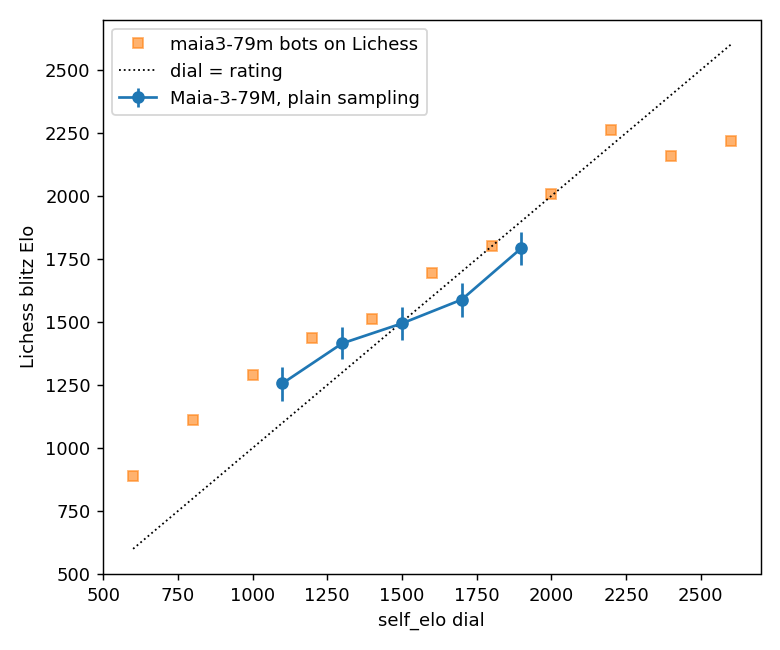 maia3-79m bots on Lichess
dial = rating
Maia-3-79M, plain sampling
Lichess blitz Elo
2500
2250
2000
1750
1500
1250
1000
750
500
500 750 1000 1250 1500 1750 2000 2250 2500
self_elo dial